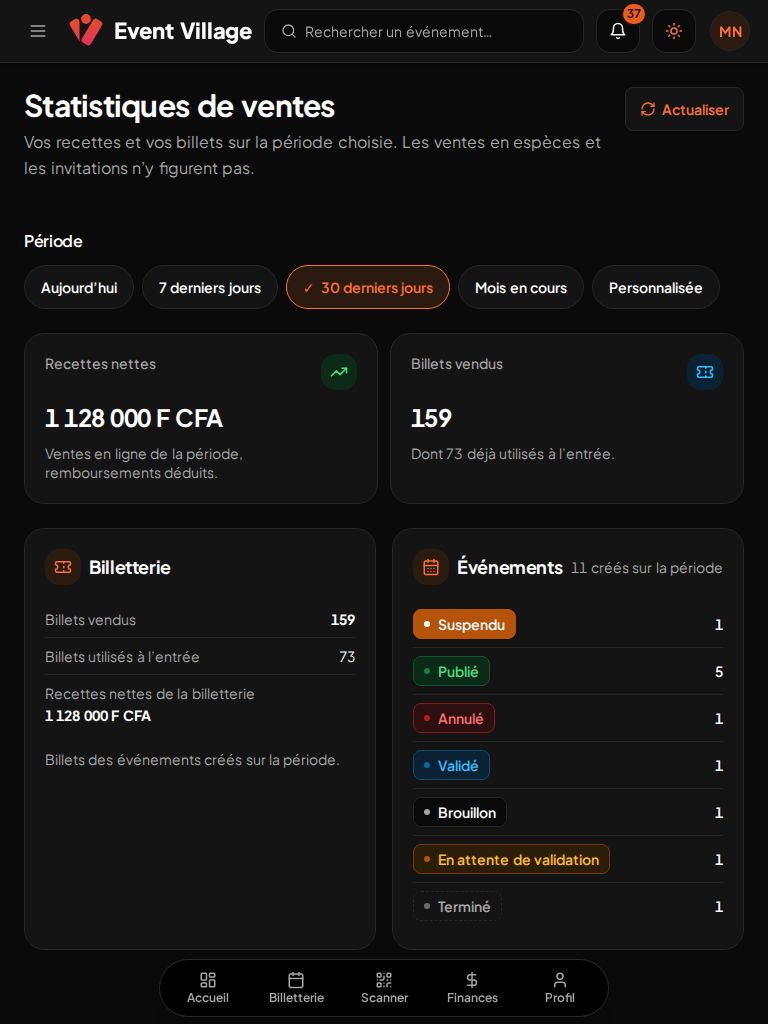 Event Village
Rechercher un événement…
37
MN
Statistiques de ventes
Actualiser
Vos recettes et vos billets sur la période choisie. Les ventes en espèces et
les invitations n’y figurent pas.
Période
Aujourd’hui
7 derniers jours
✓ 30 derniers jours
Mois en cours
Personnalisée
Recettes nettes
1 128 000 F CFA
Ventes en ligne de la période,
remboursements déduits.
Billets vendus
159
Dont 73 déjà utilisés à l’entrée.
Billetterie
Billets vendus 159
Billets utilisés à l’entrée 73
Recettes nettes de la billetterie
1 128 000 F CFA
Billets des événements créés sur la période.
Événements 11 créés sur la période
Suspendu 1
Publié 5
Annulé 1
Validé 1
Brouillon 1
En attente de validation 1
Terminé 1
Accueil
Billetterie
Scanner
Finances
Profil